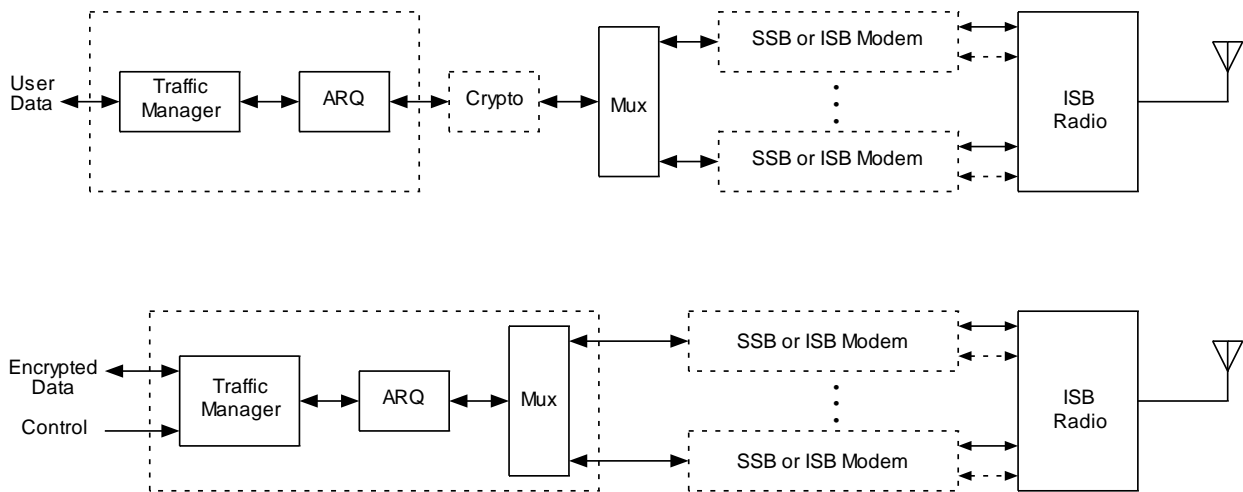 User
Data
Traffic
Manager
ARQ
Crypto
Mux
SSB or ISB Modem
SSB or ISB Modem
ISB
Radio
Encrypted
Data
Control
Traffic
Manager
ARQ
Mux
SSB or ISB Modem
SSB or ISB Modem
ISB
Radio